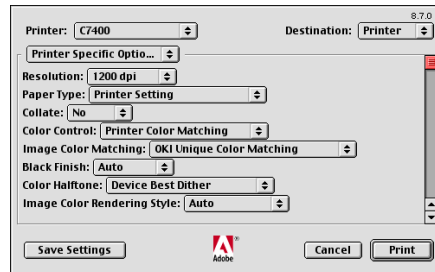 8.7.0
Printer: C7400 Destination: Printer
Printer Specific Optio...
Resolution: 1200 dpi
Paper Type: Printer Setting
Collate: No
Color Control: Printer Color Matching
Image Color Matching: OKI Unique Color Matching
Black Finish: Auto
Color Halftone: Device Best Dither
Image Color Rendering Style: Auto
Save Settings Adobe Cancel Print